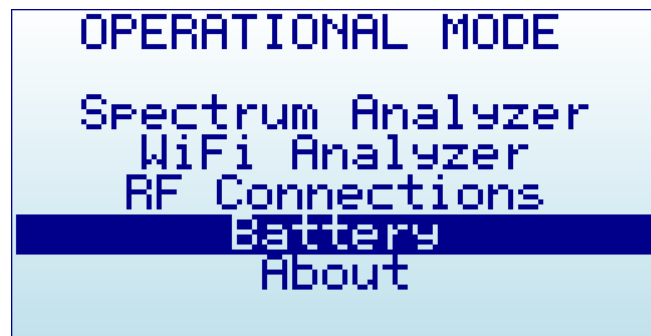 OPERATIONAL MODE
Spectrum Analyzer
WiFi Analyzer
RF Connections
Battery
About